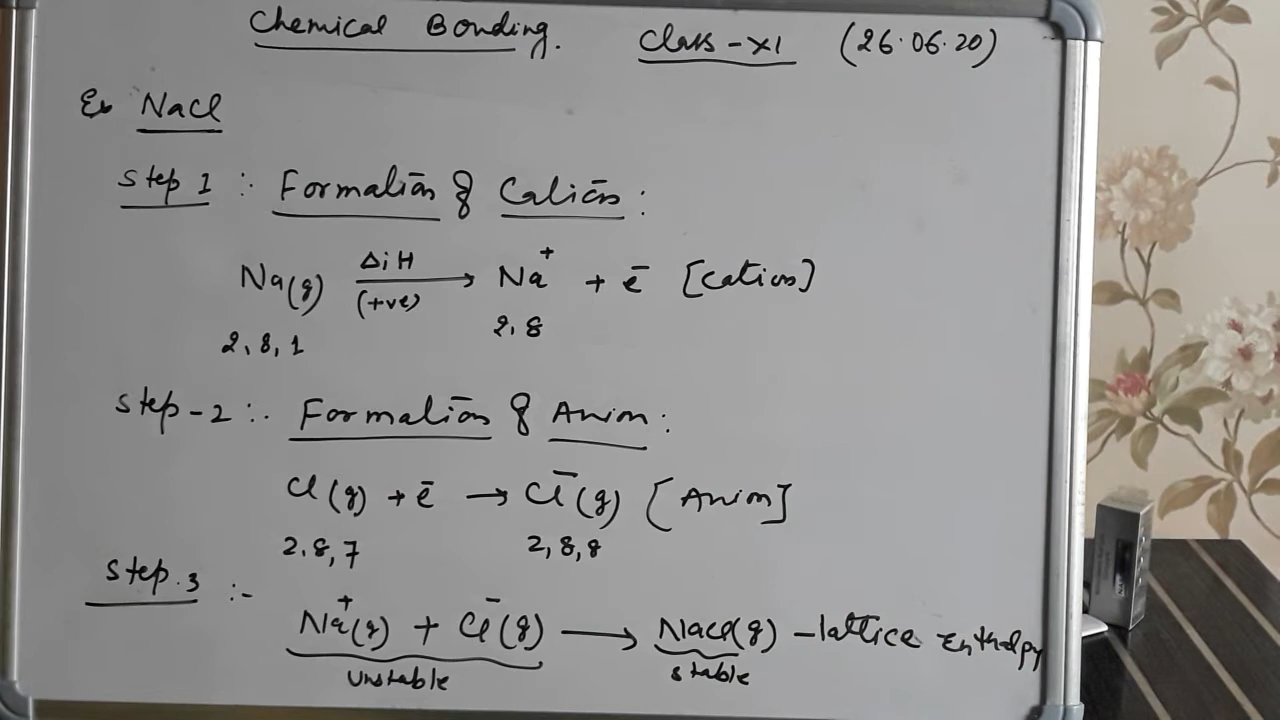 Chemical Bonding. Class-XI (26.06.20)
Ex NaCl
Step 1 :- Formation of Cation :
Na(g) ΔiH (+ve) → Na⁺ + ē [Cation]
2,8,1 2,8
Step-2 :- Formation of Anion :
Cl(g) + ē → Cl⁻(g) [Anion]
2.8,7 2,8,8
Step.3 :-
Na⁺(g) + Cl⁻(g) → NaCl(g) - lattice Enthalpy
Unstable stable